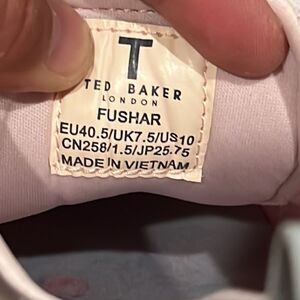 T
TED BAKER
LONDON
FUSHAR
EU40.5/UK7.5/US10
CN258/1.5/JP25.75
MADE IN VIETNAM